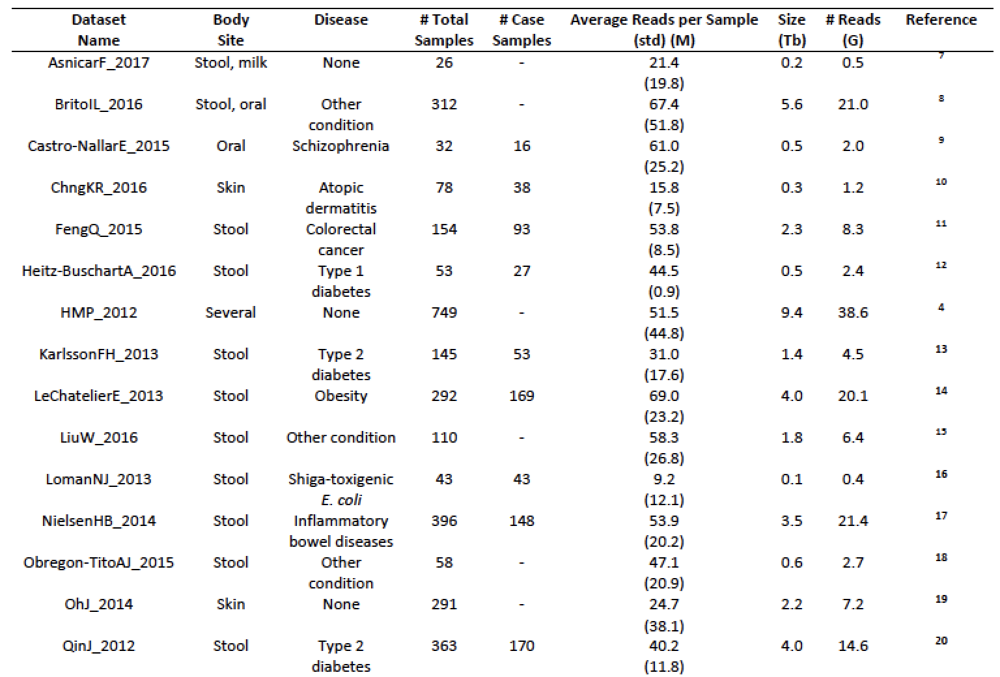 Dataset Body Disease # Total # Case Average Reads per Sample Size # Reads Reference
Name Site Samples Samples (std) (M) (Tb) (G)
AsnicarF_2017 Stool, milk None 26 - 21.4 0.2 0.5 7
(19.8)
BritoIL_2016 Stool, oral Other 312 - 67.4 5.6 21.0 8
condition (51.8)
Castro-NallarE_2015 Oral Schizophrenia 32 16 61.0 0.5 2.0 9
(25.2)
ChngKR_2016 Skin Atopic 78 38 15.8 0.3 1.2 10
dermatitis (7.5)
FengQ_2015 Stool Colorectal 154 93 53.8 2.3 8.3 11
cancer (8.5)
Heitz-BuschartA_2016 Stool Type 1 53 27 44.5 0.5 2.4 12
diabetes (0.9)
HMP_2012 Several None 749 - 51.5 9.4 38.6 4
(44.8)
KarlssonFH_2013 Stool Type 2 145 53 31.0 1.4 4.5 13
diabetes (17.6)
LeChatelierE_2013 Stool Obesity 292 169 69.0 4.0 20.1 14
(23.2)
LiuW_2016 Stool Other condition 110 - 58.3 1.8 6.4 15
(26.8)
LomanNJ_2013 Stool Shiga-toxigenic 43 43 9.2 0.1 0.4 16
E. coli (12.1)
NielsenHB_2014 Stool Inflammatory 396 148 53.9 3.5 21.4 17
bowel diseases (20.2)
Obregon-TitoAJ_2015 Stool Other 58 - 47.1 0.6 2.7 18
condition (20.9)
OhJ_2014 Skin None 291 - 24.7 2.2 7.2 19
(38.1)
QinJ_2012 Stool Type 2 363 170 40.2 4.0 14.6 20
diabetes (11.8)